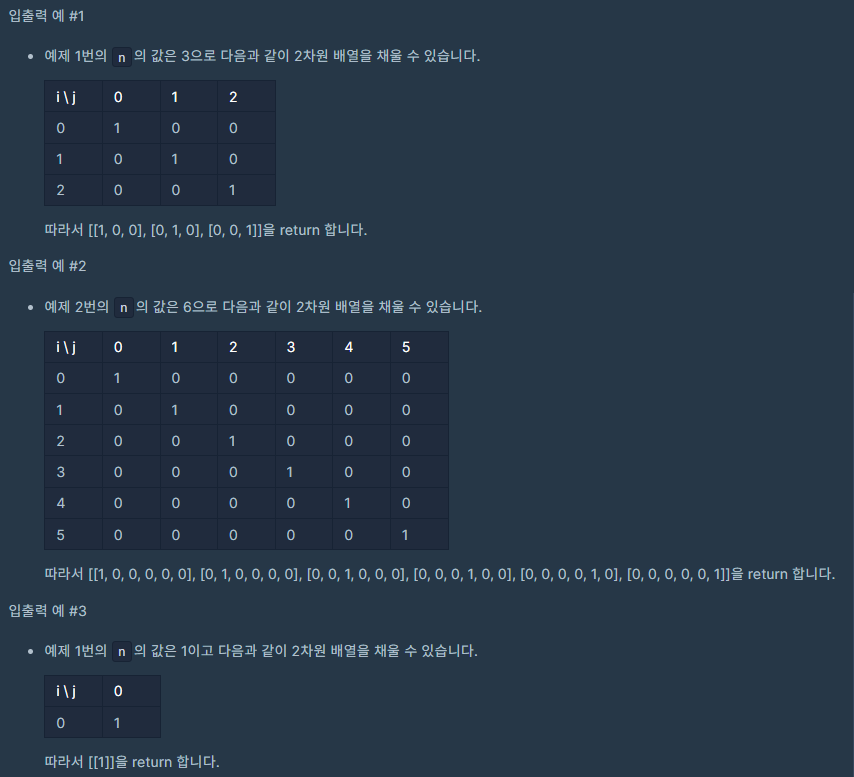 입출력 예 #1
예제 1번의 n의 값은 3으로 다음과 같이 2차원 배열을 채울 수 있습니다.
i \ j 0 1 2
0 1 0 0
1 0 1 0
2 0 0 1
따라서 [[1, 0, 0], [0, 1, 0], [0, 0, 1]]을 return 합니다.
입출력 예 #2
예제 2번의 n의 값은 6으로 다음과 같이 2차원 배열을 채울 수 있습니다.
i \ j 0 1 2 3 4 5
0 1 0 0 0 0 0
1 0 1 0 0 0 0
2 0 0 1 0 0 0
3 0 0 0 1 0 0
4 0 0 0 0 1 0
5 0 0 0 0 0 1
따라서 [[1, 0, 0, 0, 0, 0], [0, 1, 0, 0, 0, 0], [0, 0, 1, 0, 0, 0], [0, 0, 0, 1, 0, 0], [0, 0, 0, 0, 1, 0], [0, 0, 0, 0, 0, 1]]을 return 합니다.
입출력 예 #3
예제 1번의 n의 값은 1이고 다음과 같이 2차원 배열을 채울 수 있습니다.
i \ j 0
0 1
따라서 [[1]]을 return 합니다.